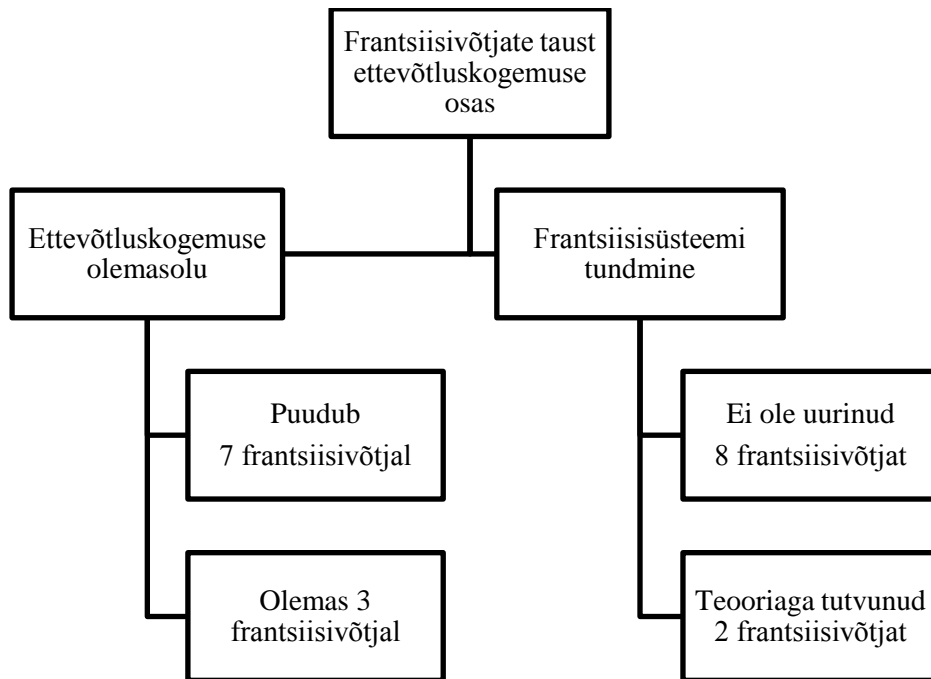 Frantsiisivõtjate taust
ettevõtluskogemuse
osas
Ettevõtluskogemuse
olemasolu
Frantsiisisüsteemi
tundmine
Puudub
7 frantsiisivõtjal
Ei ole uurinud
8 frantsiisivõtjat
Olemas 3
frantsiisivõtjal
Teooriaga tutvunud
2 frantsiisivõtjat